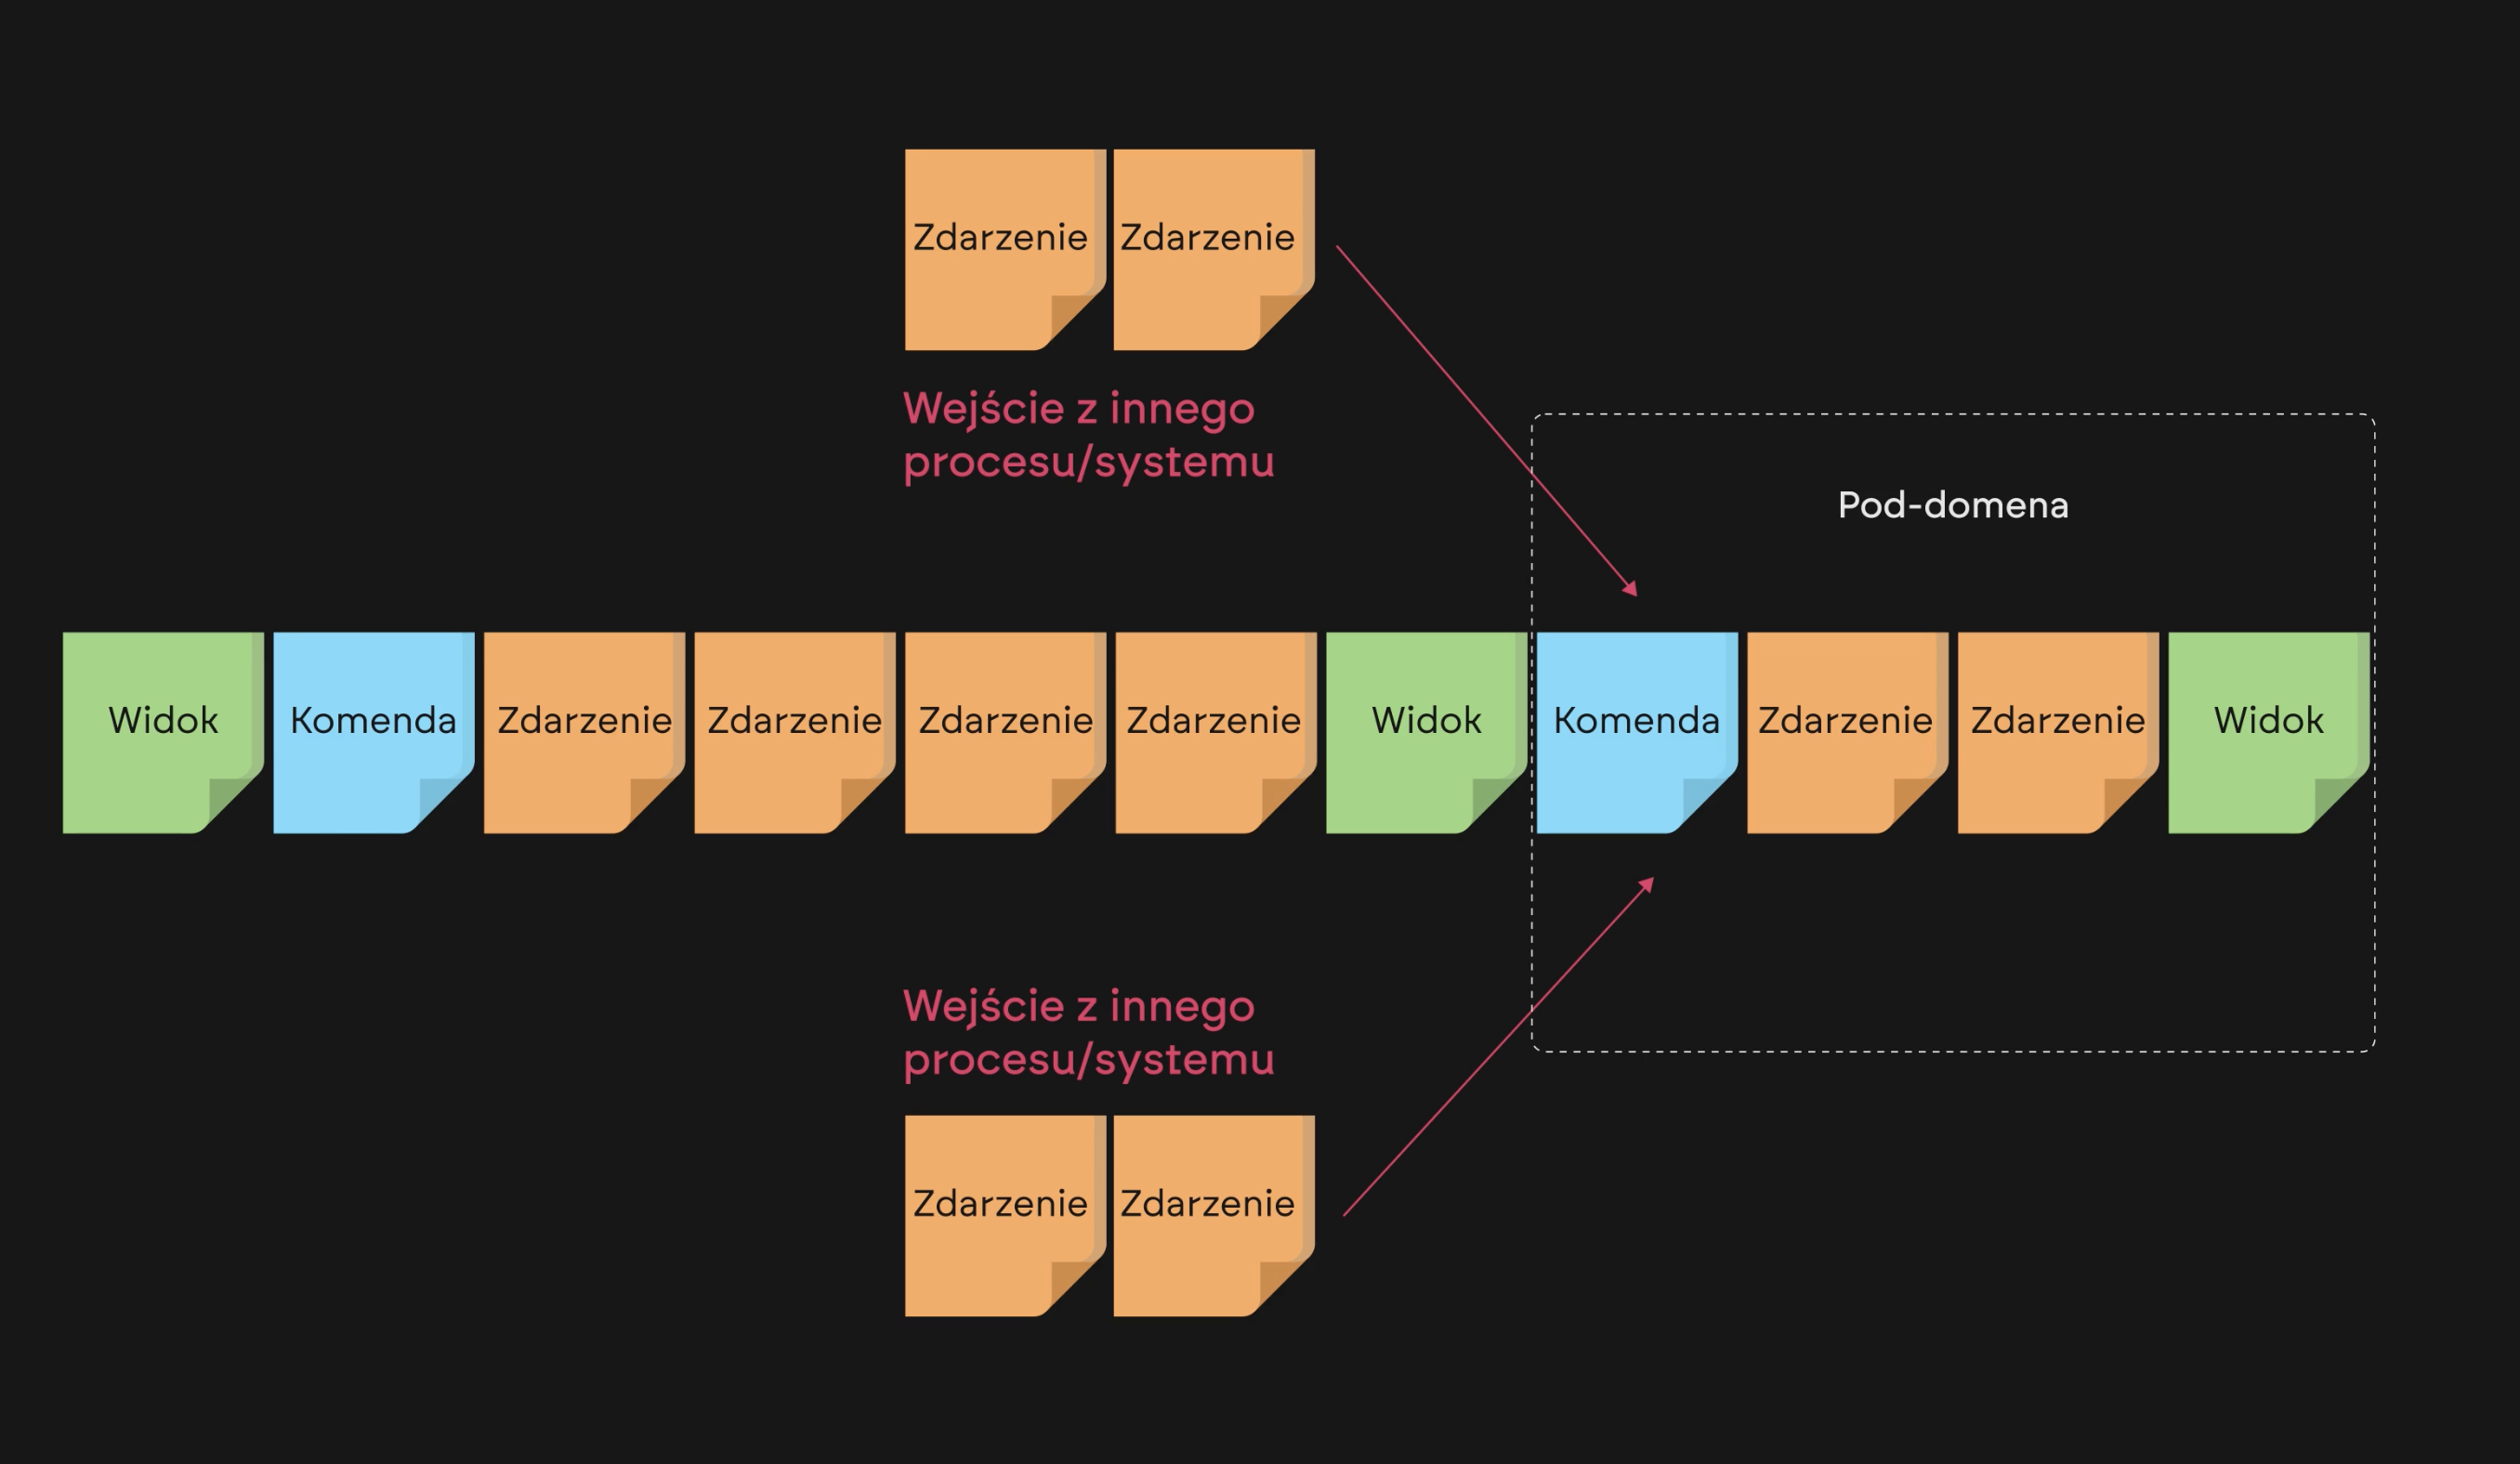 Zdarzenie
Zdarzenie
Wejście z innego
procesu/systemu
Pod-domena
Widok
Komenda
Zdarzenie
Zdarzenie
Zdarzenie
Zdarzenie
Widok
Komenda
Zdarzenie
Zdarzenie
Widok
Wejście z innego
procesu/systemu
Zdarzenie
Zdarzenie